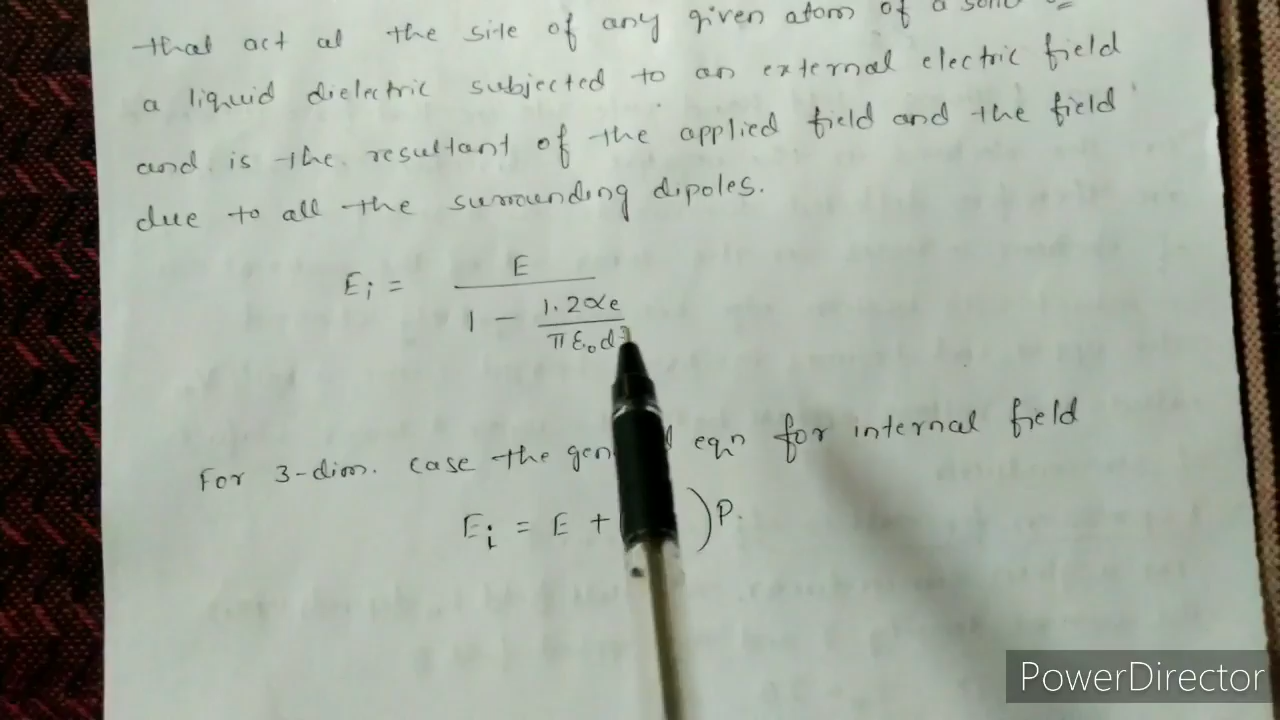 that act at the site of any given atom of a solid or
a liquid dielectric subjected to an external electric field
and is the resultant of the applied field and the field
due to all the surrounding dipoles.
Ei = E / (1 - 1.2αe / πε₀d³)
For 3-dim. case the eqn for internal field
Ei = E + ( ) P.
PowerDirector